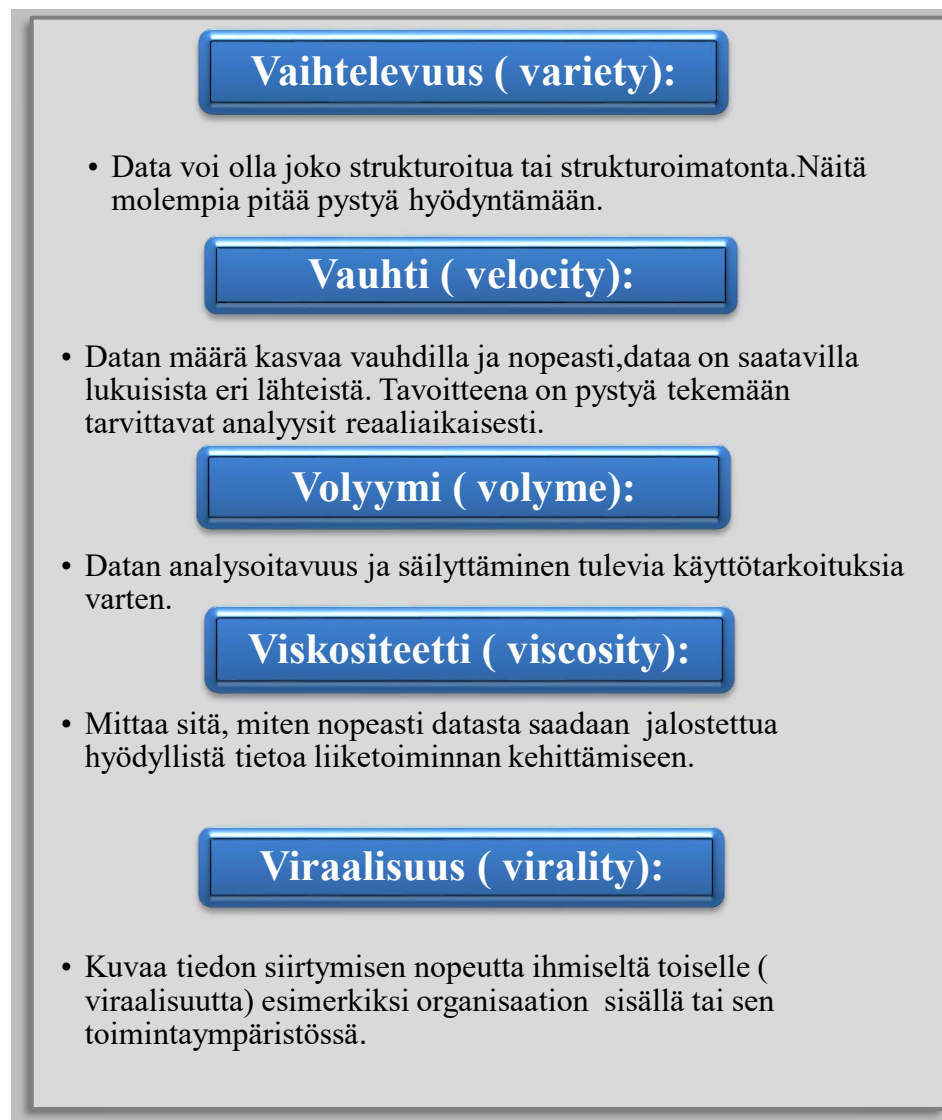 Vaihtelevuus ( variety):
• Data voi olla joko strukturoitua tai strukturoimatonta.Näitä
molempia pitää pystyä hyödyntämään.
Vauhti ( velocity):
• Datan määrä kasvaa vauhdilla ja nopeasti,dataa on saatavilla
lukuisista eri lähteistä. Tavoitteena on pystyä tekemään
tarvittavat analyysit reaaliaikaisesti.
Volyymi ( volyme):
• Datan analysoitavuus ja säilyttäminen tulevia käyttötarkoituksia
varten.
Viskositeetti ( viscosity):
• Mittaa sitä, miten nopeasti datasta saadaan jalostettua
hyödyllistä tietoa liiketoiminnan kehittämiseen.
Viraalisuus ( virality):
• Kuvaa tiedon siirtymisen nopeutta ihmiseltä toiselle (
viraalisuutta) esimerkiksi organisaation sisällä tai sen
toimintaympäristössä.